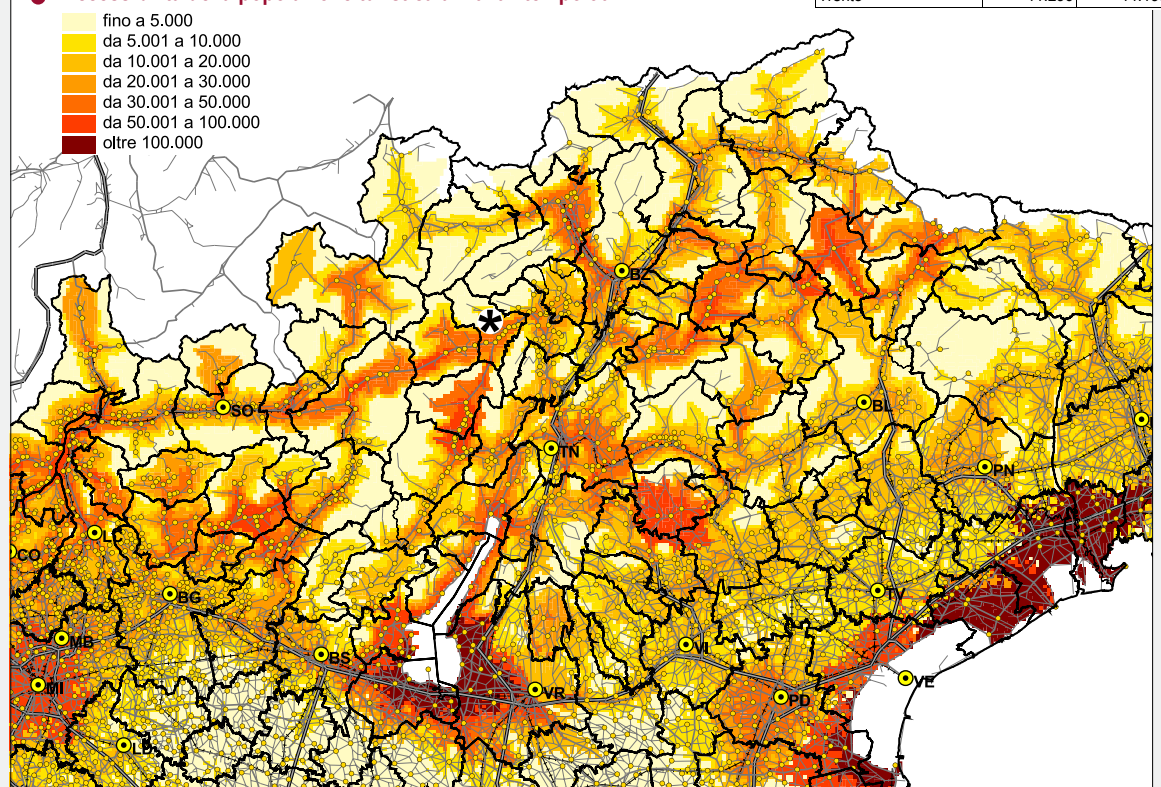 fino a 5.000
da 5.001 a 10.000
da 10.001 a 20.000
da 20.001 a 30.000
da 30.001 a 50.000
da 50.001 a 100.000
oltre 100.000
BZ
*
SO
BL
TN
PN
CO
BG
TV
MB
VI
BS
MI
VR
PD
VE